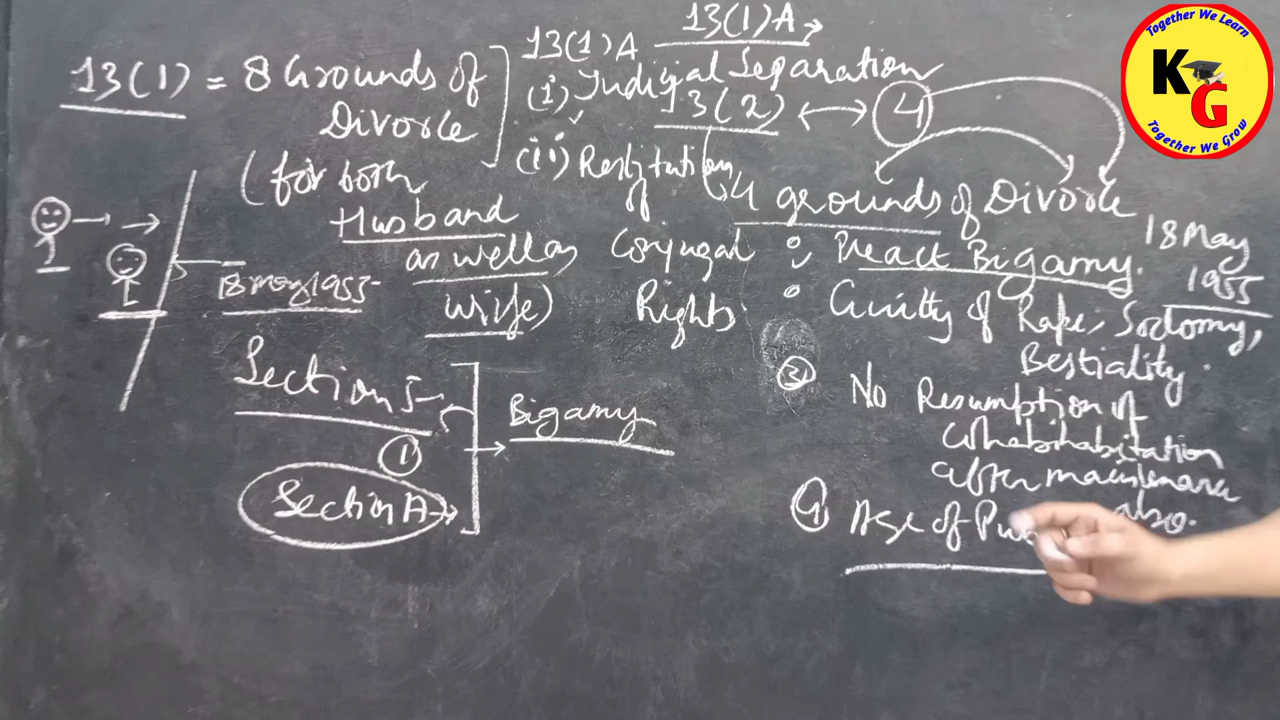 13(1) = 8 Grounds of
Divorce
(for both
Husband
as well as
Wife)
13(1)A
13(1)A
(i) Judicial Separation
(ii) Restitution
of
Conjugal
Rights
13(2) ↔ 4
4 grounds of Divorce
Preact Bigamy.
18 May
1955
Guilty of Rape, Sodomy,
Bestiality.
3 No Resumption of
Cohabihabitation
after maintenance
also.
4 Age of Pu
18 may 1955
Section 5-
1
Section A→
Bigamy
Together We Learn
KG
Together We Grow